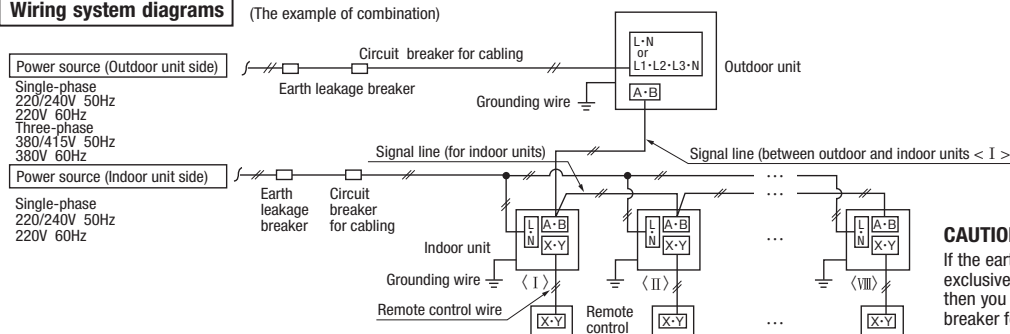 Wiring system diagrams
(The example of combination)
Power source (Outdoor unit side)
Single-phase
220/240V 50Hz
220V 60Hz
Three-phase
380/415V 50Hz
380V 60Hz
Circuit breaker for cabling
Earth leakage breaker
Grounding wire
L·N
or
L1·L2·L3·N
A·B
Outdoor unit
Signal line (for indoor units)
Signal line (between outdoor and indoor units < I >
Power source (Indoor unit side)
Single-phase
220/240V 50Hz
220V 60Hz
Earth
leakage
breaker
Circuit
breaker
for cabling
Indoor unit
Grounding wire
Remote control wire
L·N
A·B
X·Y
〈 I 〉
L·N
A·B
X·Y
〈 II 〉
...
...
...
L·N
A·B
X·Y
〈VIII〉
X·Y
Remote
control
X·Y
...
X·Y
CAUTION
If the eart
exclusive
then you
breaker fo